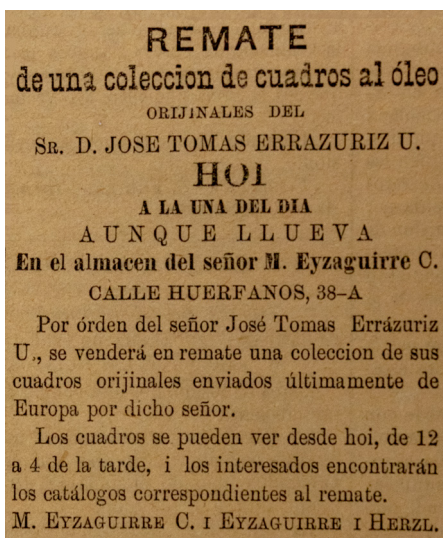 REMATE
de una coleccion de cuadros al óleo
ORIJINALES DEL
SR. D. JOSE TOMAS ERRAZURIZ U.
HOI
A LA UNA DEL DIA
AUNQUE LLUEVA
En el almacen del señor M. Eyzaguirre C.
CALLE HUERFANOS, 38-A
Por órden del señor José Tomas Errázuriz
U., se venderá en remate una coleccion de sus
cuadros orijinales enviados últimamente de
Europa por dicho señor.
Los cuadros se pueden ver desde hoi, de 12
a 4 de la tarde, i los interesados encontrarán
los catálogos correspondientes al remate.
M. EYZAGUIRRE C. I EYZAGUIRRE I HERZL.